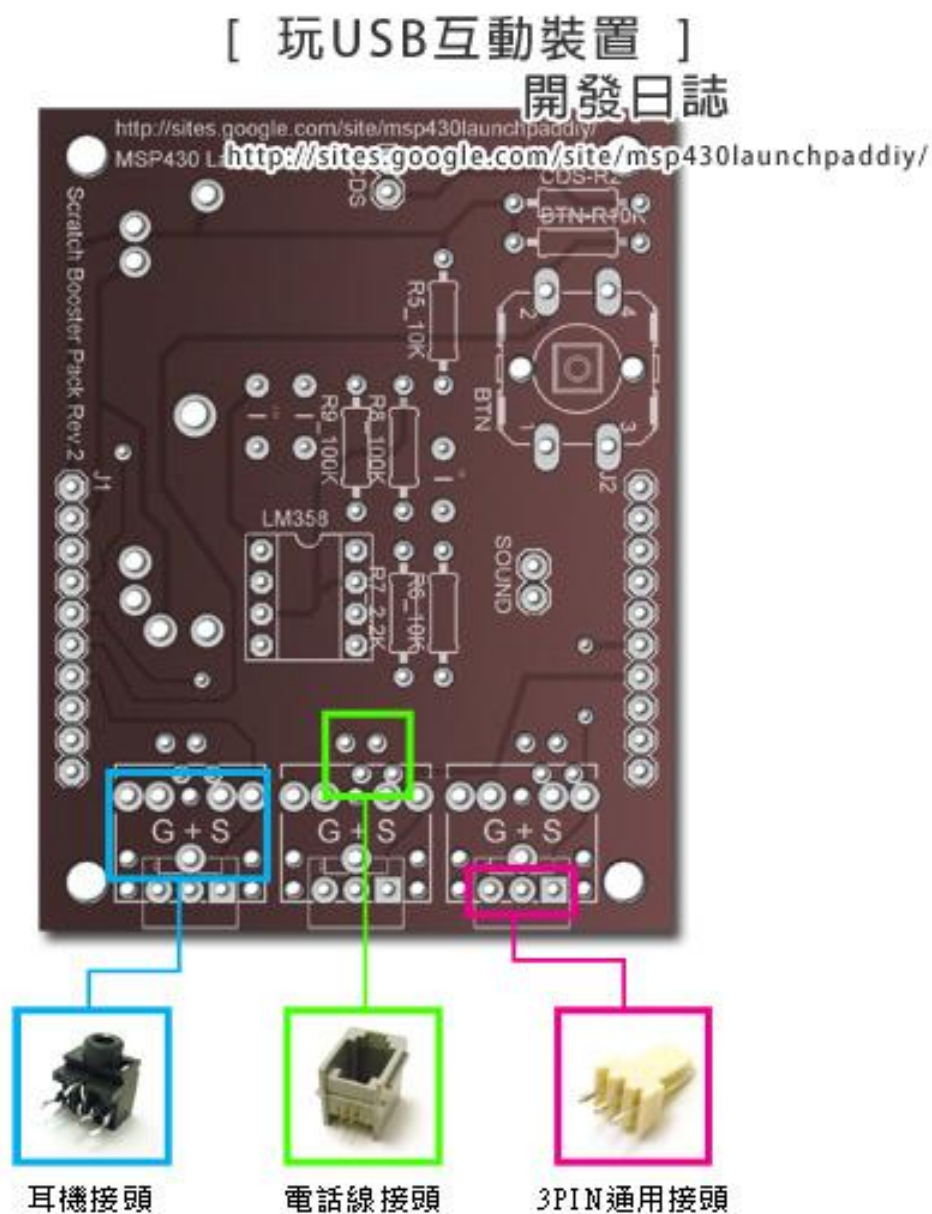 [ 玩USB互動裝置 ]
開發日誌
http://sites.google.com/site/msp430launchpaddiy/
http://sites.google.com/site/msp430launchpaddiy/
MSP430
CDS
CDS-R2
BTN-R10K
Scratch Booster Pack Rev.2
R5_10K
2
4
BTN
1
3
R9_100K
R8_100K
J1
J2
LM358
SOUND
R7_2.2K
R6_10K
G + S
G + S
G + S
耳機接頭
電話線接頭
3PIN通用接頭